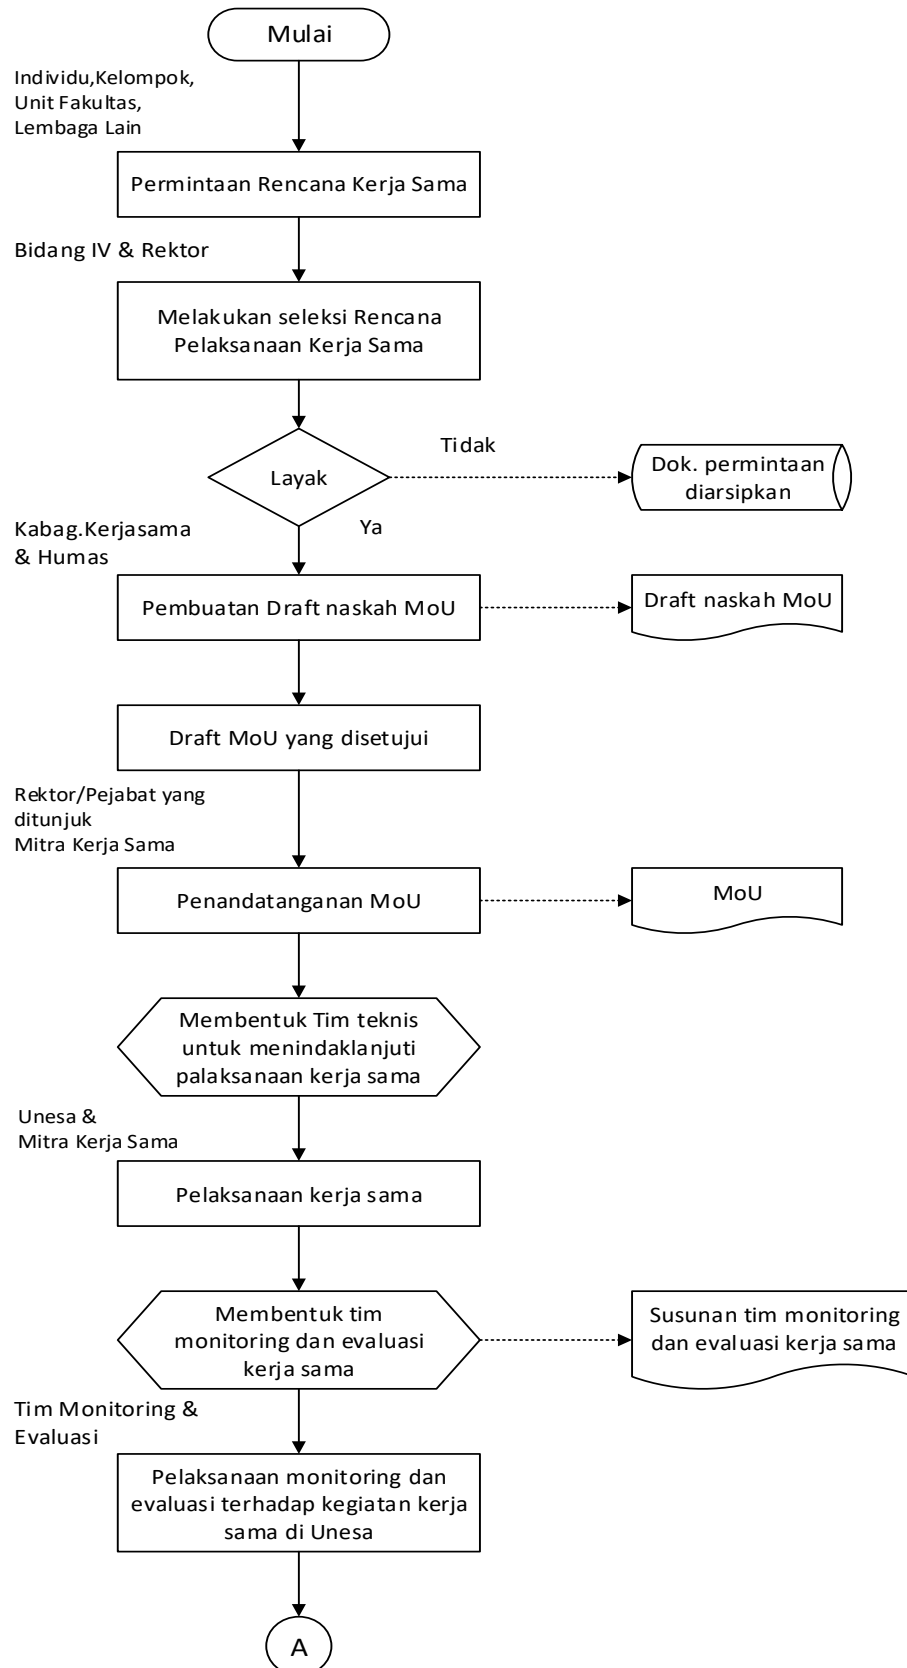 Mulai
Individu,Kelompok,
Unit Fakultas,
Lembaga Lain
Permintaan Rencana Kerja Sama
Bidang IV & Rektor
Melakukan seleksi Rencana
Pelaksanaan Kerja Sama
Layak
Tidak
Dok. permintaan
diarsipkan
Ya
Kabag.Kerjasama
& Humas
Pembuatan Draft naskah MoU
Draft naskah MoU
Draft MoU yang disetujui
Rektor/Pejabat yang
ditunjuk
Mitra Kerja Sama
Penandatanganan MoU
MoU
Membentuk Tim teknis
untuk menindaklanjuti
palaksanaan kerja sama
Unesa &
Mitra Kerja Sama
Pelaksanaan kerja sama
Membentuk tim
monitoring dan evaluasi
kerja sama
Susunan tim monitoring
dan evaluasi kerja sama
Tim Monitoring &
Evaluasi
Pelaksanaan monitoring dan
evaluasi terhadap kegiatan kerja
sama di Unesa
A